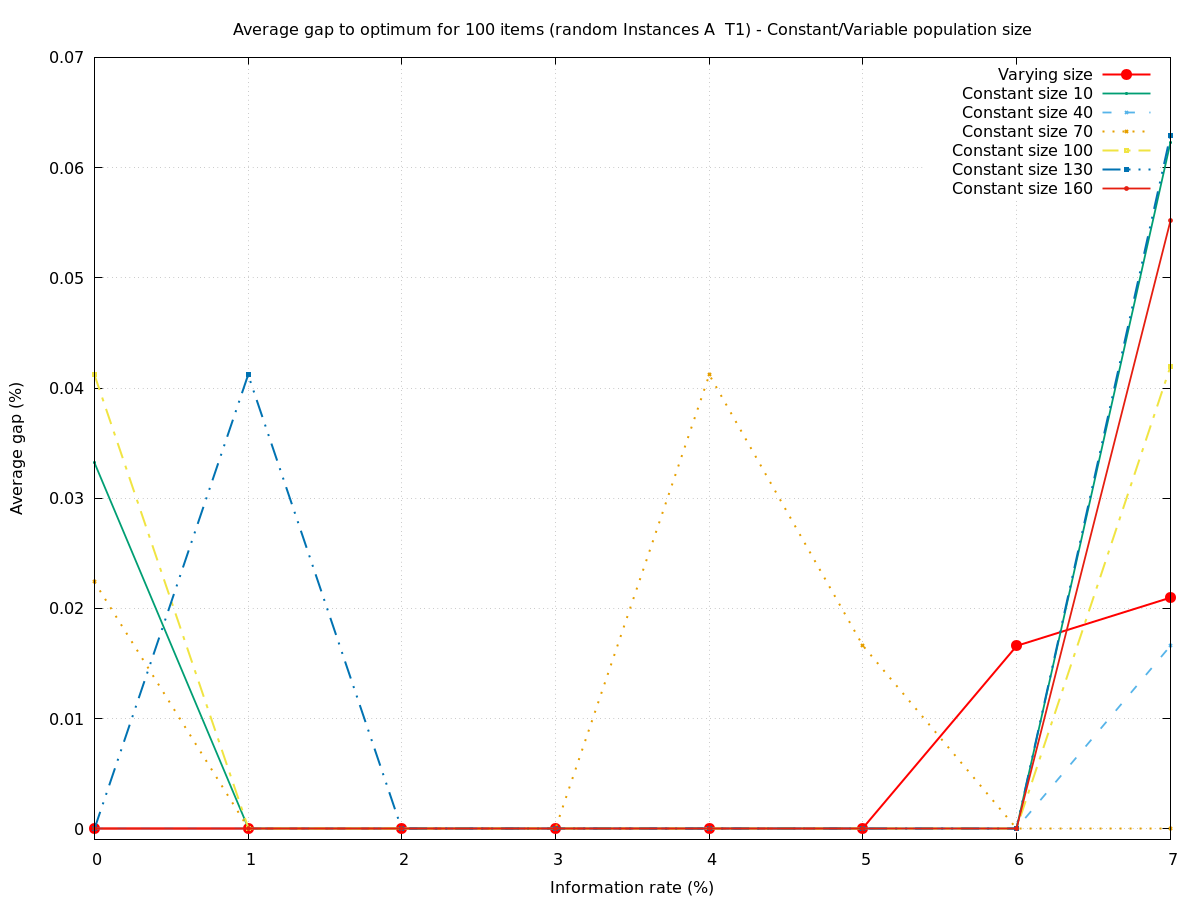 Average gap to optimum for 100 items (random Instances A  T1) - Constant/Variable population size
0.07
0.06
0.05
0.04
0.03
0.02
0.01
0
Average gap (%)
Varying size
Constant size 10
Constant size 40
Constant size 70
Constant size 100
Constant size 130
Constant size 160
0 1 2 3 4 5 6 7
Information rate (%)